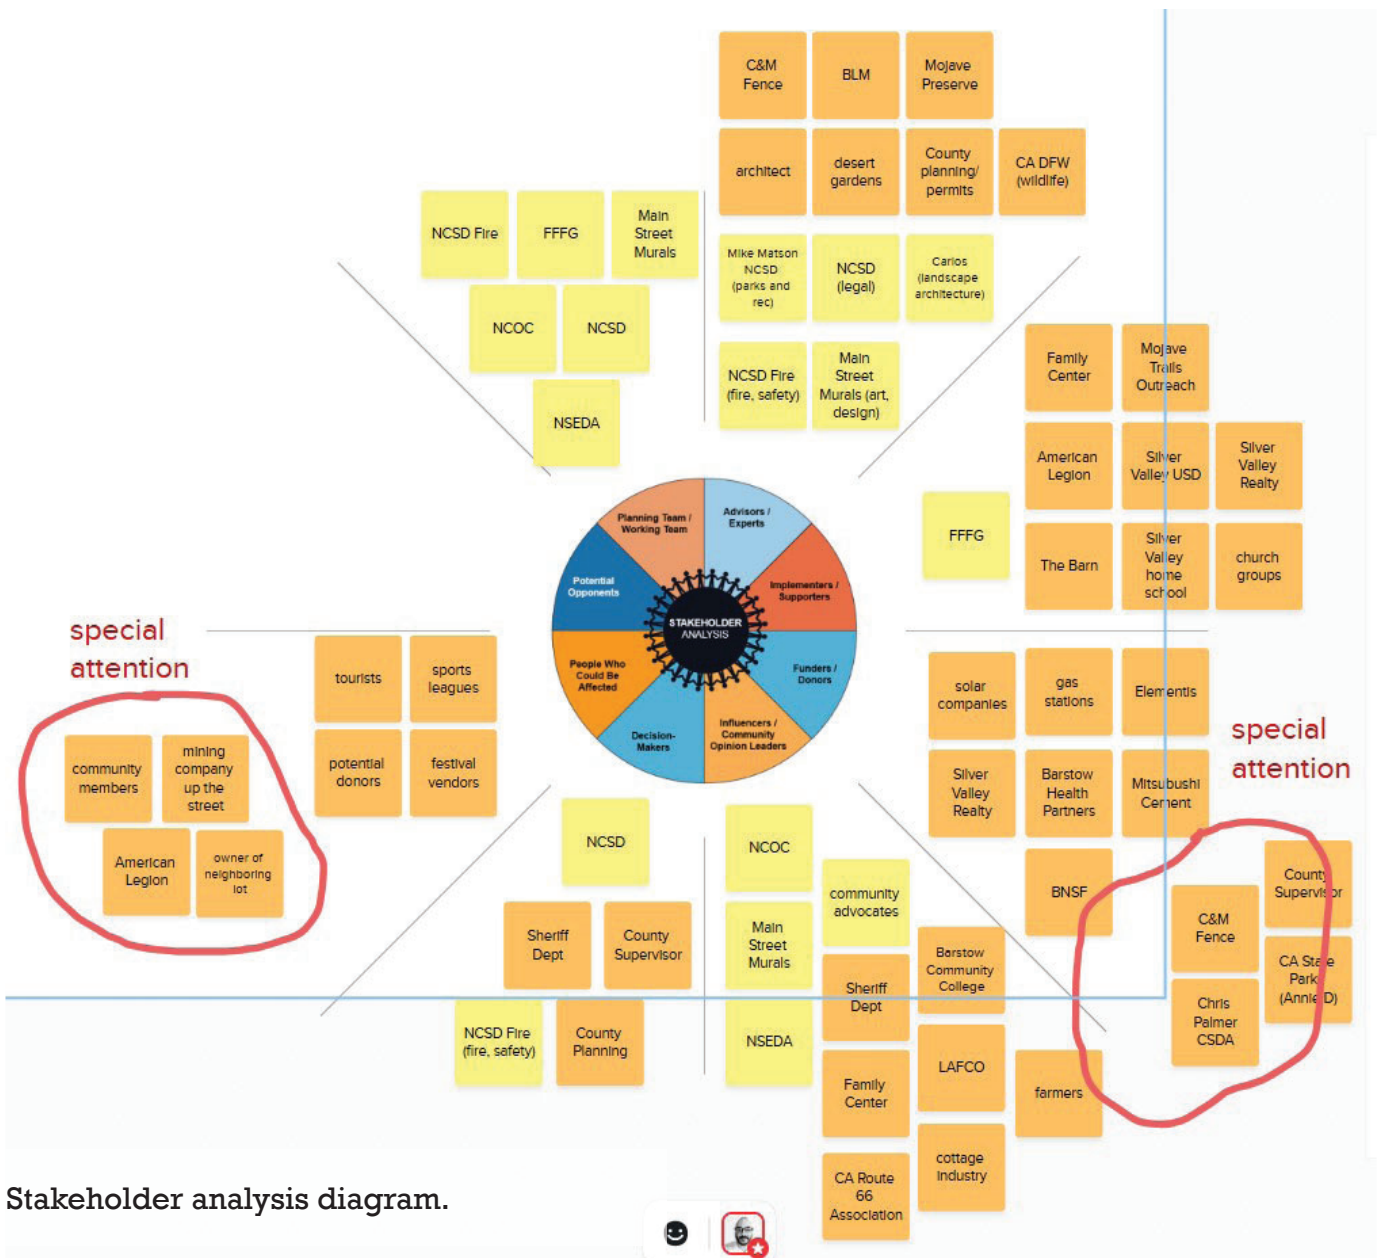 C&M
Fence
BLM
Mojave
Preserve
architect
desert
gardens
County
planning/
permits
CA DFW
(wildlife)
NCSD Fire
FFFG
Main
Street
Murals
NCOC
NCSD
NSEDA
Mike Matson
NCSD
(parks and
rec)
NCSD
(legal)
Carlos
(landscape
architecture)
NCSD Fire
(fire, safety)
Main
Street
Murals (art,
design)
Family
Center
Mojave
Trails
Outreach
American
Legion
Silver
Valley USD
Silver
Valley
Realty
FFFG
The Barn
Silver
Valley
home
school
church
groups
Planning Team /
Working Team
Advisors /
Experts
Potential
Opponents
Implementers /
Supporters
STAKEHOLDER
ANALYSIS
People Who
Could Be
Affected
Funders /
Donors
Decision-
Makers
Influencers /
Community
Opinion Leaders
special
attention
tourists
sports
leagues
potential
donors
festival
vendors
community
members
mining
company
up the
street
American
Legion
owner of
neighboring
lot
solar
companies
gas
stations
Elementis
Silver
Valley
Realty
Barstow
Health
Partners
Mitsubushi
Cement
BNSF
special
attention
County
Supervisor
C&M
Fence
CA State
Park
(Annie D)
Chris
Palmer
CSDA
NCSD
Sheriff
Dept
County
Supervisor
NCSD Fire
(fire, safety)
County
Planning
NCOC
community
advocates
Main
Street
Murals
Sheriff
Dept
Barstow
Community
College
NSEDA
Family
Center
LAFCO
farmers
CA Route
66
Association
cottage
industry
Stakeholder analysis diagram.